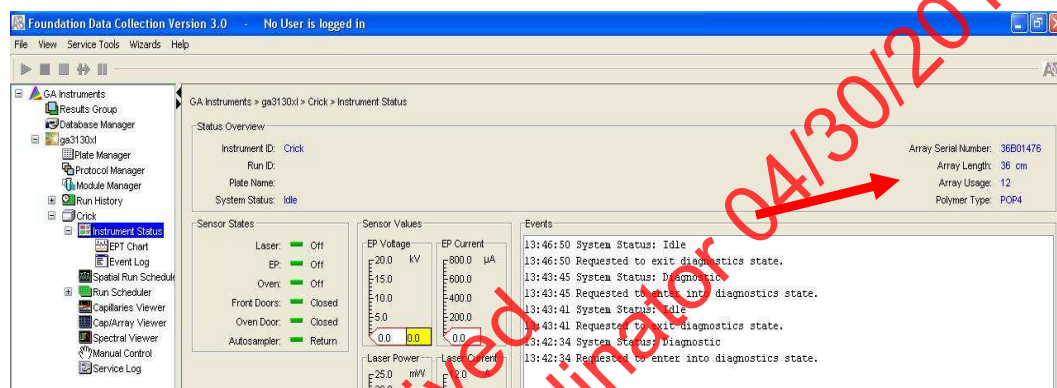 Foundation Data Collection Version 3.0 - No User is logged in
File View Service Tools Wizards Help
GA Instruments
Results Group
Database Manager
ga3130xl
Plate Manager
Protocol Manager
Module Manager
Run History
Crick
Instrument Status
EPT Chart
Event Log
Spatial Run Schedule
Run Scheduler
Capillaries Viewer
Cap/Array Viewer
Spectral Viewer
Manual Control
Service Log
GA Instruments > ga3130xl > Crick > Instrument Status
Status Overview
Instrument ID: Crick
Run ID:
Plate Name:
System Status: Idle
Array Serial Number: 36B01476
Array Length: 36 cm
Array Usage: 12
Polymer Type: POP4
Sensor States
Laser: Off
EP: Off
Oven: Off
Front Doors: Closed
Oven Door: Closed
Autosampler: Return
Sensor Values
EP Voltage
20.0 kV
15.0
10.0
5.0
0.0 0.0
EP Current
800.0 µA
600.0
400.0
200.0
0.0
Laser Power
25.0 mW
Laser Current
12.0 A
Events
13:46:50 System Status: Idle
13:46:50 Requested to exit diagnostics state.
13:43:45 System Status: Diagnostic
13:43:45 Requested to enter into diagnostics state.
13:43:41 System Status: Idle
13:43:41 Requested to exit diagnostics state.
13:42:34 System Status: Diagnostic
13:42:34 Requested to enter into diagnostics state.